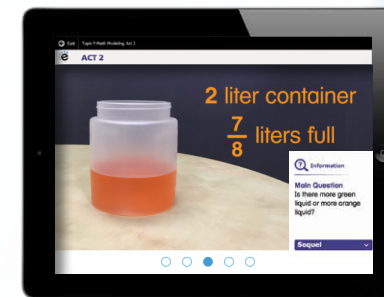 Exit Topic 9 Math Modeling: Act 2
e ACT 2
2 liter container
7/8 liters full
Information
Main Question
Is there more green
liquid or more orange
liquid?
Sequel